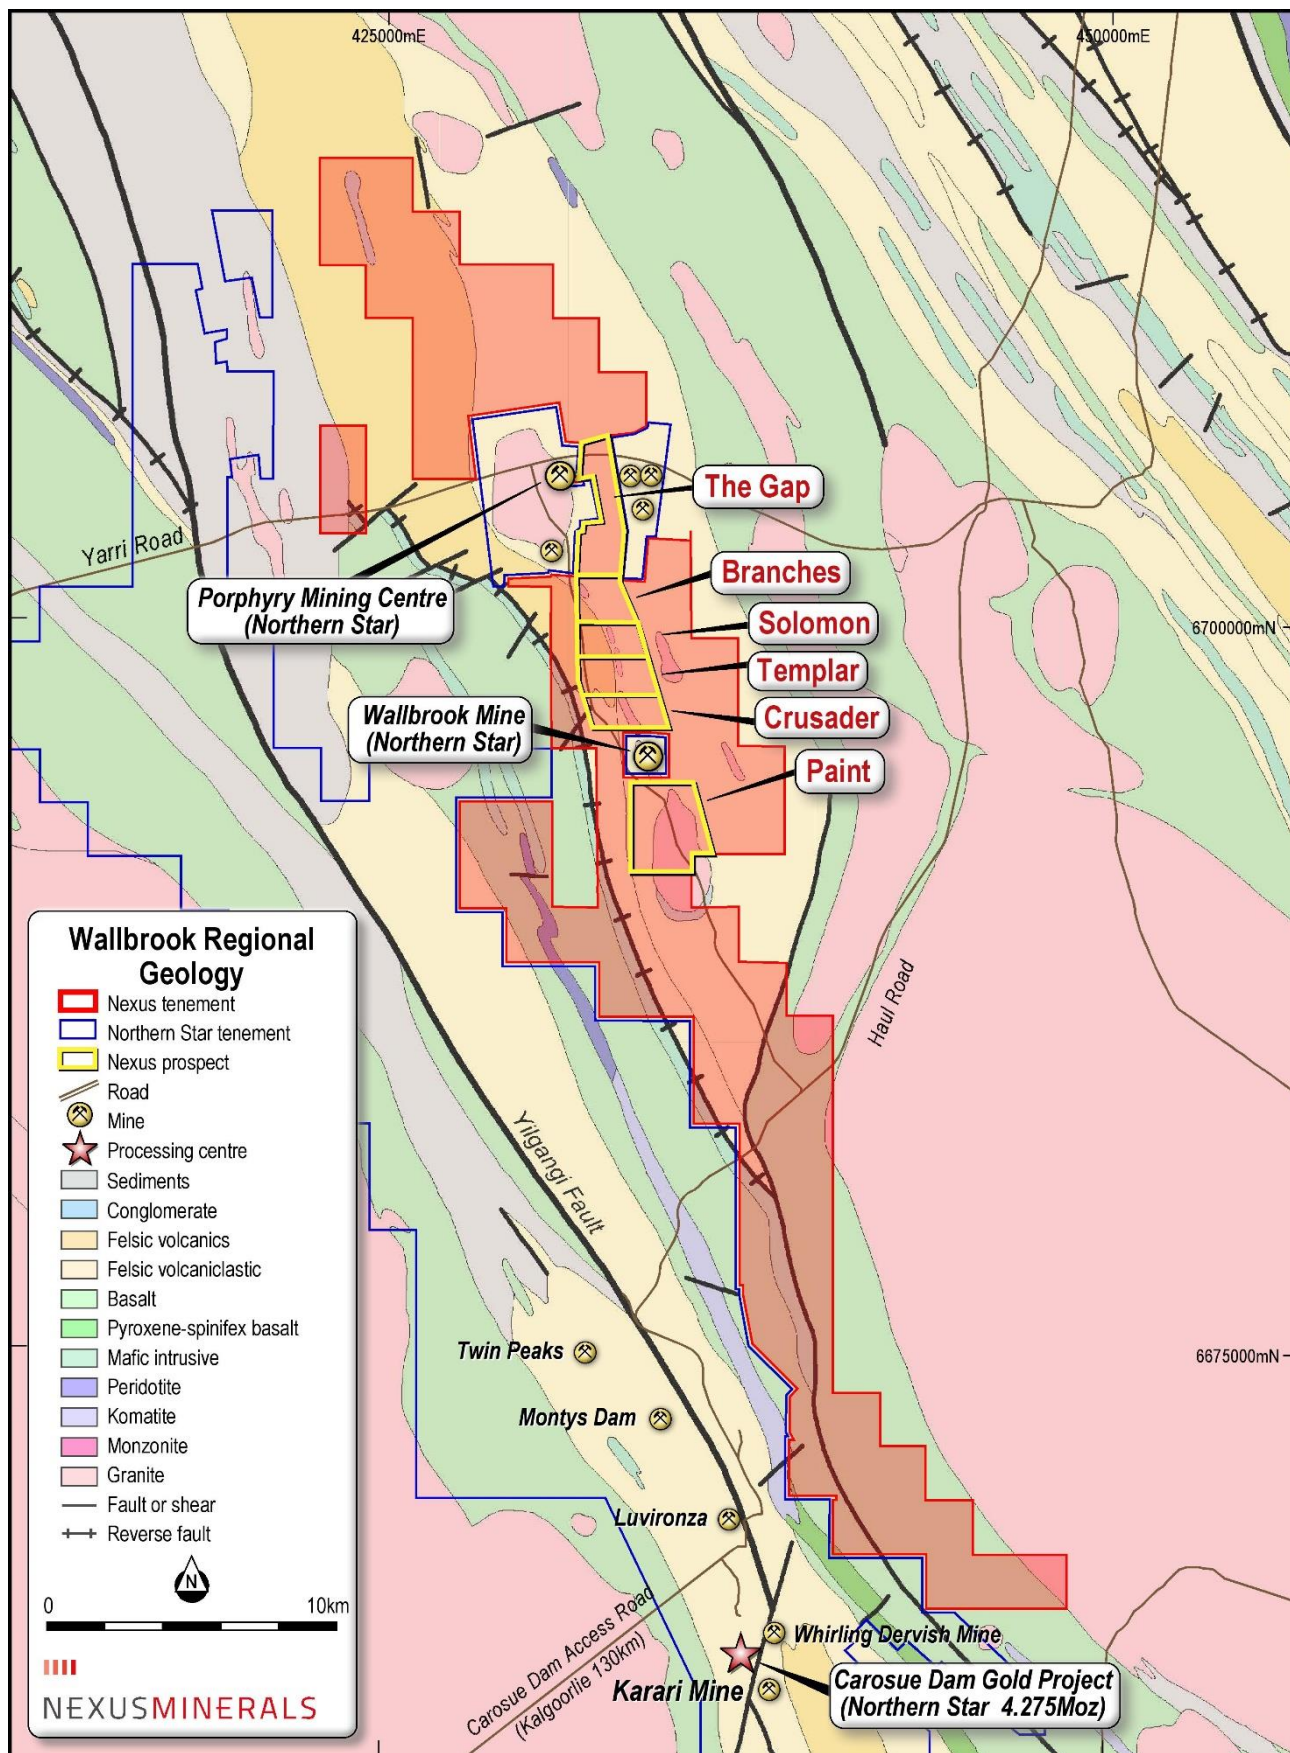 425000mE
450000mE
The Gap
Yarri Road
Branches
Porphyry Mining Centre
(Northern Star)
Solomon
6700000mN
Templar
Wallbrook Mine
(Northern Star)
Crusader
Paint
Haul Road
Yilgangi Fault
Wallbrook Regional
Geology
Nexus tenement
Northern Star tenement
Nexus prospect
Road
Mine
Processing centre
Sediments
Conglomerate
Felsic volcanics
Felsic volcaniclastic
Basalt
Pyroxene-spinifex basalt
Mafic intrusive
Peridotite
Komatite
Monzonite
Granite
Fault or shear
Reverse fault
N
0
10km
NEXUSMINERALS
Twin Peaks
6675000mN
Montys Dam
Luvironza
Carosue Dam Access Road
(Kalgoorlie 130km)
Whirling Dervish Mine
Karari Mine
Carosue Dam Gold Project
(Northern Star 4.275Moz)